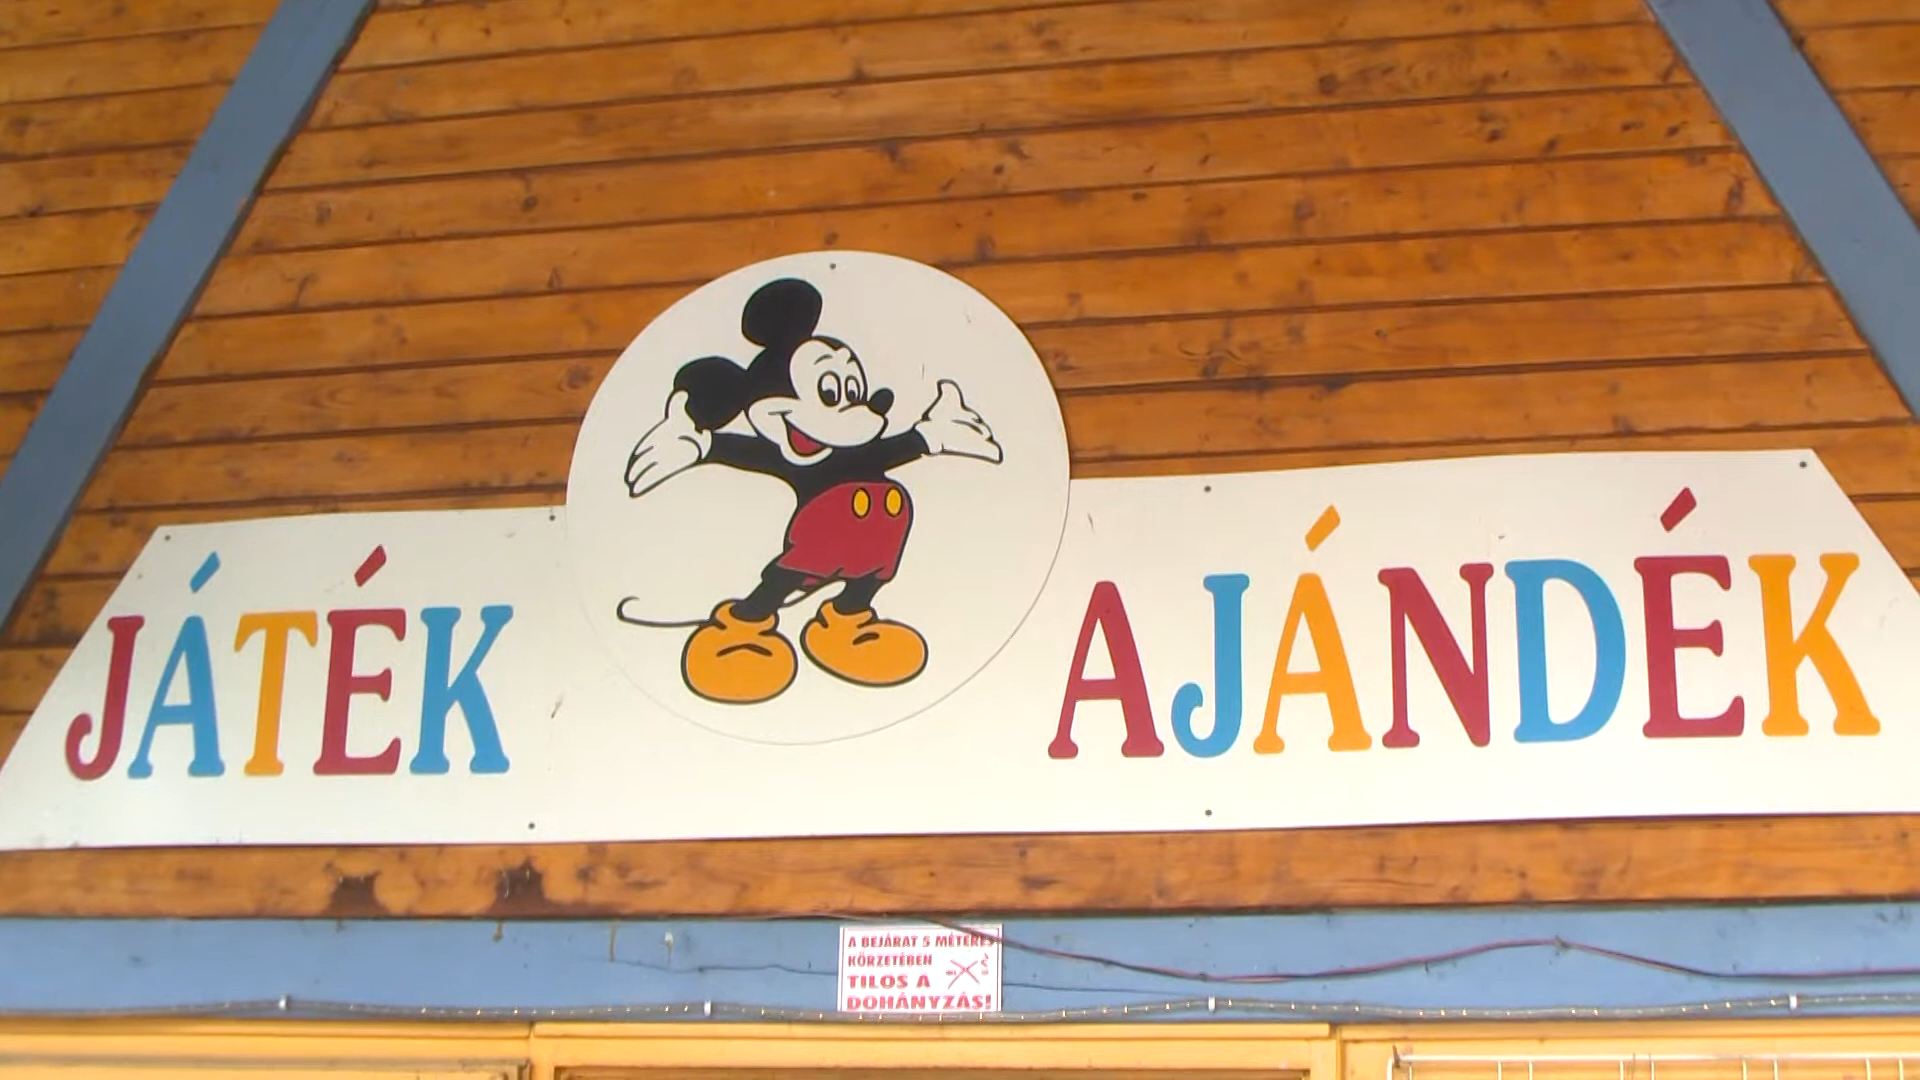 JÁTÉK AJÁNDÉK
A BEJÁRAT 5 MÉTERES
KÖRZETÉBEN
TILOS A
DOHÁNYZÁS!